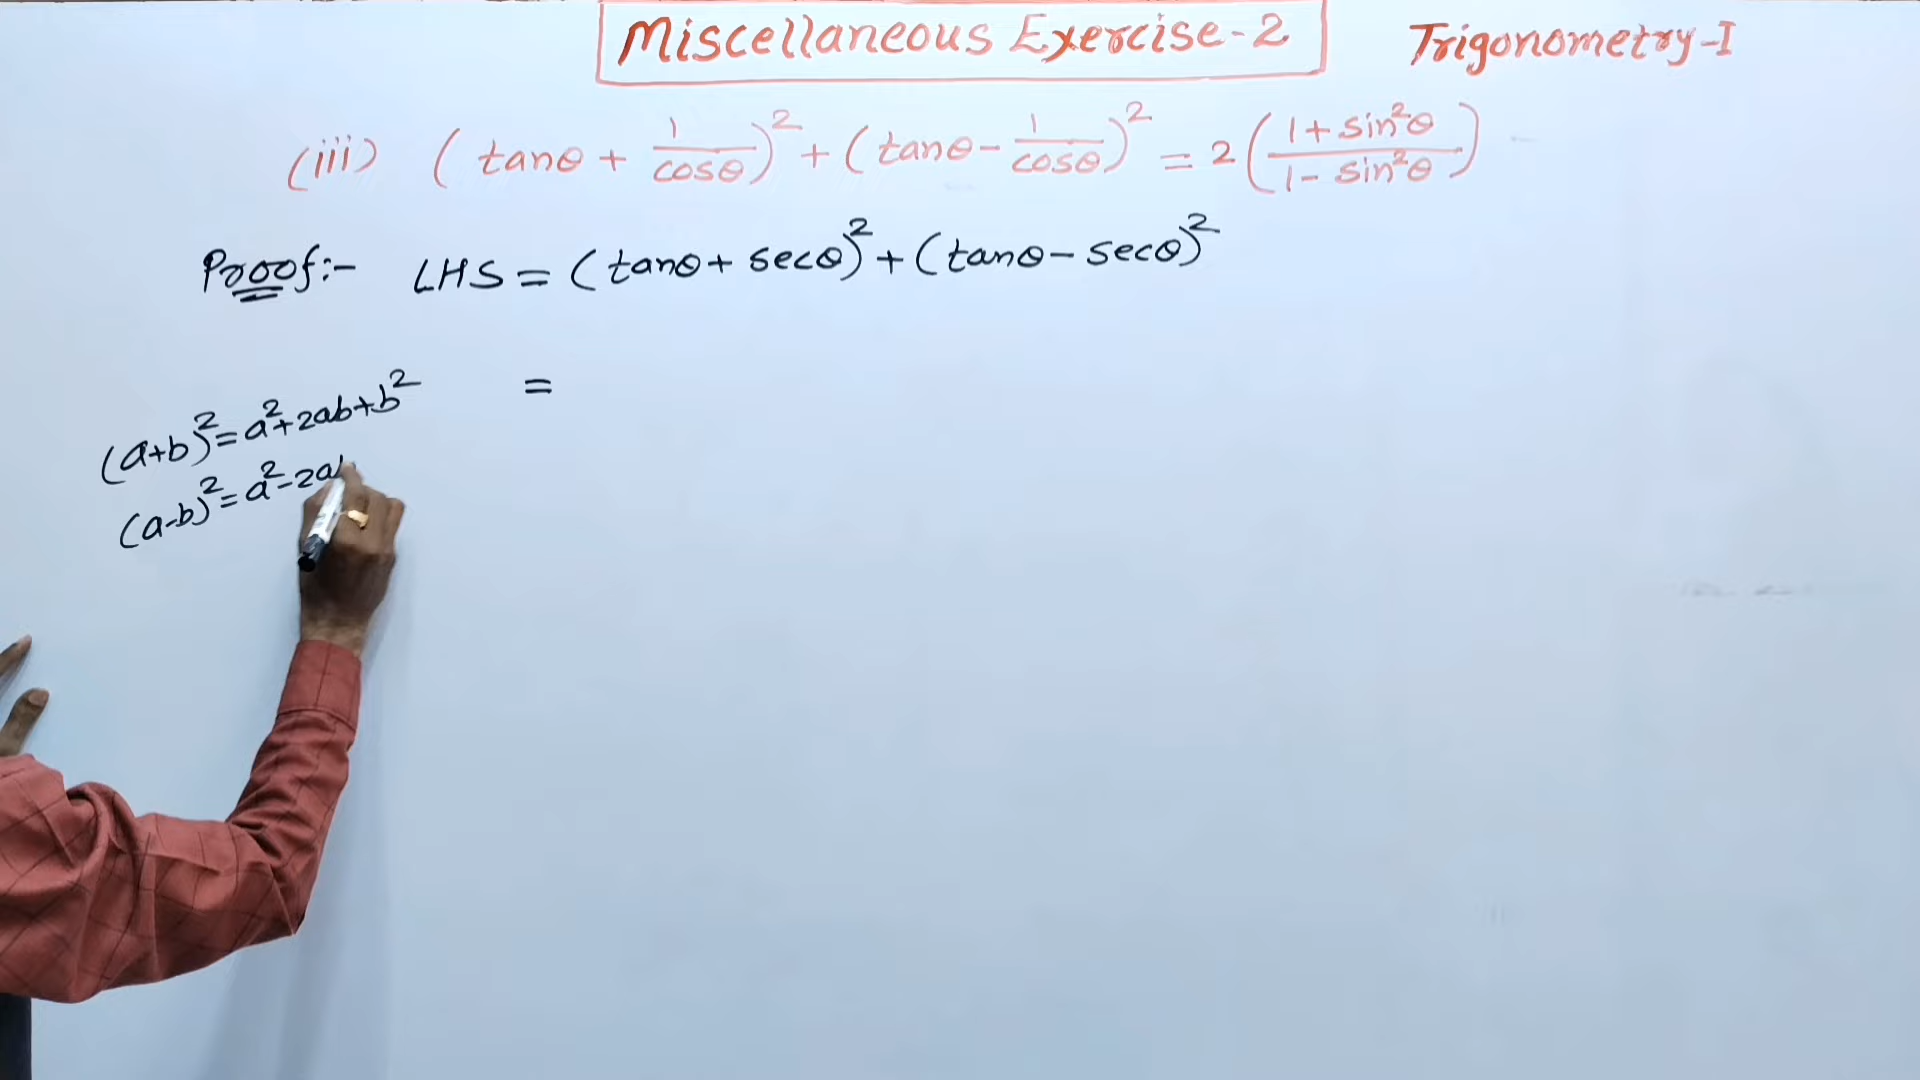 Miscellaneous Exercise-2
Trigonometry-I
(iii) (tanθ + 1/cosθ)² + (tanθ - 1/cosθ)² = 2(1+sin²θ/1-sin²θ)
Proof:- LHS = (tanθ + secθ)² + (tanθ - secθ)²
=
(a+b)² = a²+2ab+b²
(a-b)² = a²-2a